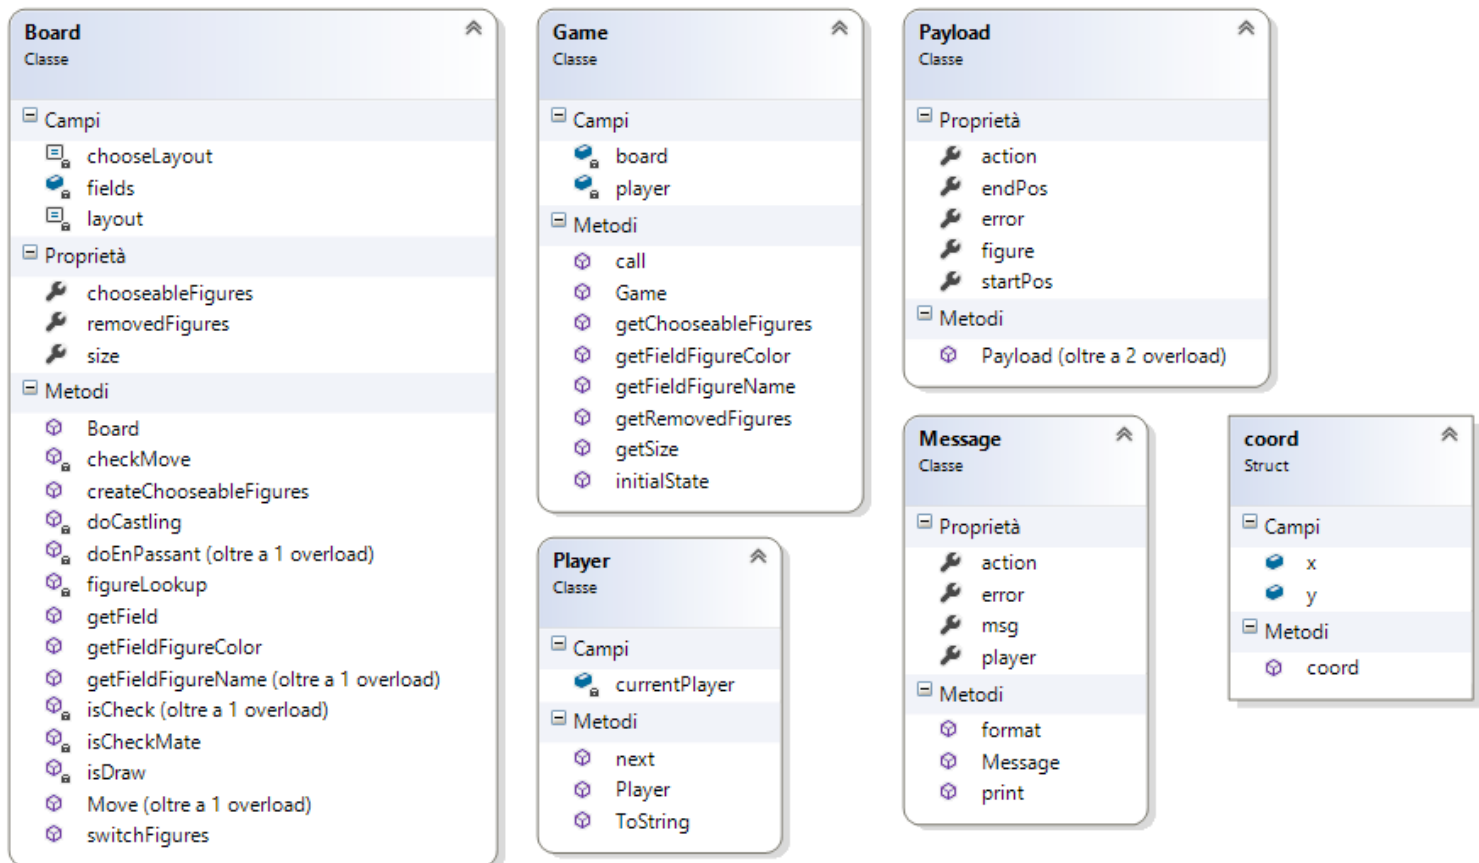 Board
Classe
Campi
chooseLayout
fields
layout
Proprietà
chooseableFigures
removedFigures
size
Metodi
Board
checkMove
createChooseableFigures
doCastling
doEnPassant (oltre a 1 overload)
figureLookup
getField
getFieldFigureColor
getFieldFigureName (oltre a 1 overload)
isCheck (oltre a 1 overload)
isCheckMate
isDraw
Move (oltre a 1 overload)
switchFigures
Game
Classe
Campi
board
player
Metodi
call
Game
getChooseableFigures
getFieldFigureColor
getFieldFigureName
getRemovedFigures
getSize
initialState
Player
Classe
Campi
currentPlayer
Metodi
next
Player
ToString
Payload
Classe
Proprietà
action
endPos
error
figure
startPos
Metodi
Payload (oltre a 2 overload)
Message
Classe
Proprietà
action
error
msg
player
Metodi
format
Message
print
coord
Struct
Campi
x
y
Metodi
coord